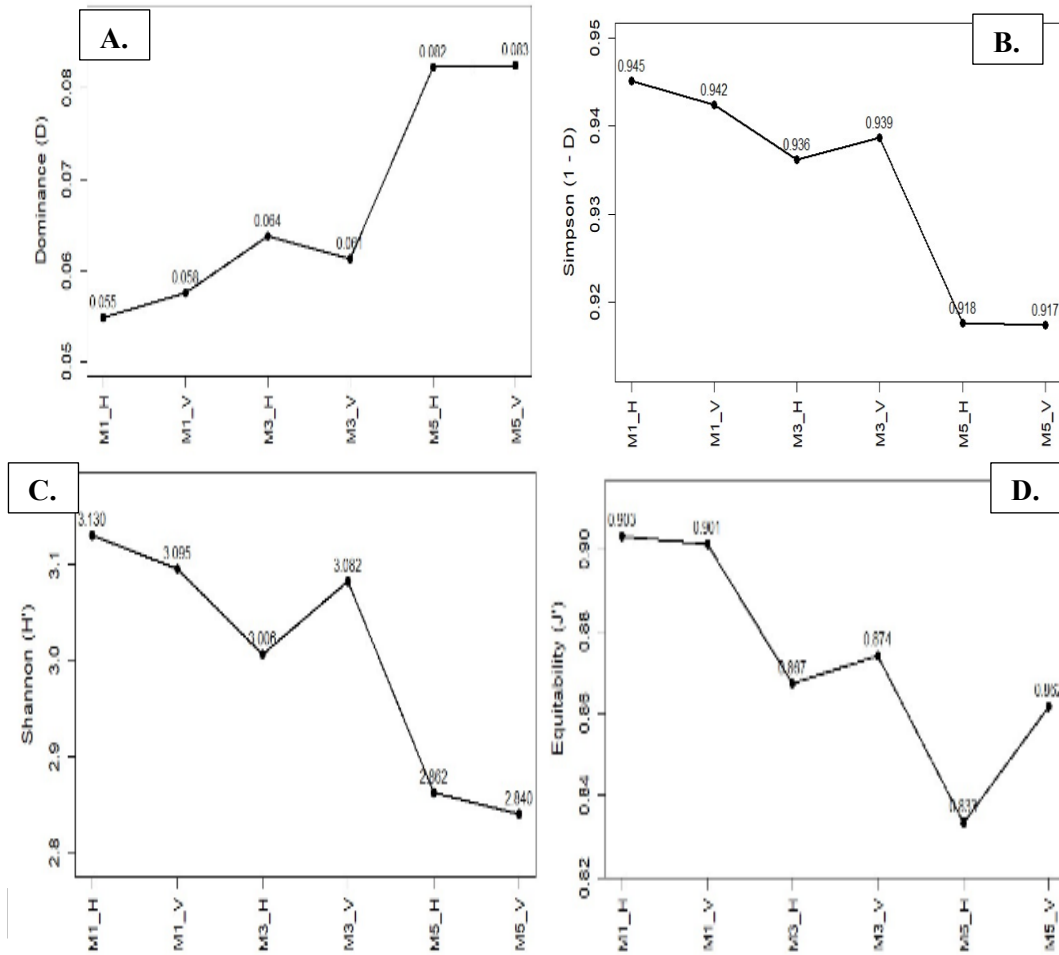 A.
Dominance (D)
0.08
0.07
0.06
0.05
0.055
0.058
0.064
0.061
0.082
0.083
M1_H
M1_V
M3_H
M3_V
M5_H
M5_V
B.
Simpson (1 - D)
0.95
0.94
0.93
0.92
0.945
0.942
0.936
0.939
0.918
0.917
M1_H
M1_V
M3_H
M3_V
M5_H
M5_V
C.
Shannon (H')
3.1
3.0
2.9
2.8
3.130
3.095
3.006
3.082
2.862
2.840
M1_H
M1_V
M3_H
M3_V
M5_H
M5_V
D.
Equitability (J')
0.90
0.88
0.86
0.84
0.82
0.903
0.901
0.867
0.874
0.833
0.862
M1_H
M1_V
M3_H
M3_V
M5_H
M5_V